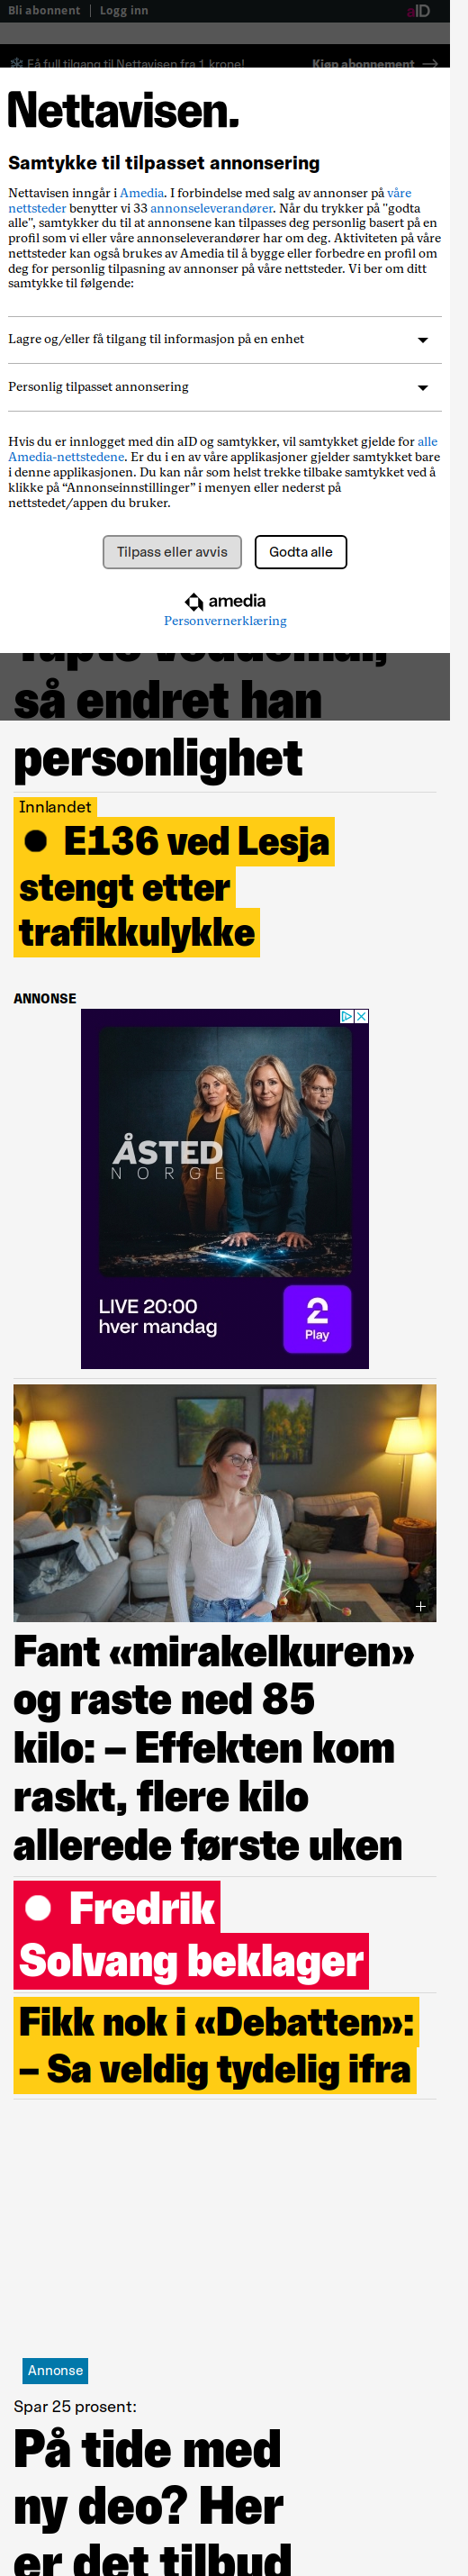 Bli abonnent
Logg inn
aID
Få full tilgang til Nettavisen fra 1 krone!
Kjøp abonnement
Nettavisen.
Samtykke til tilpasset annonsering
Nettavisen inngår i Amedia. I forbindelse med salg av annonser på våre
nettsteder benytter vi 33 annonseleverandører. Når du trykker på "godta
alle", samtykker du til at annonsene kan tilpasses deg personlig basert på en
profil som vi eller våre annonseleverandører har om deg. Aktiviteten på våre
nettsteder kan også brukes av Amedia til å bygge eller forbedre en profil om
deg for personlig tilpasning av annonser på våre nettsteder. Vi ber om ditt
samtykke til følgende:
Lagre og/eller få tilgang til informasjon på en enhet
Personlig tilpasset annonsering
Hvis du er innlogget med din aID og samtykker, vil samtykket gjelde for alle
Amedia-nettstedene. Er du i en av våre applikasjoner gjelder samtykket bare
i denne applikasjonen. Du kan når som helst trekke tilbake samtykket ved å
klikke på “Annonseinnstillinger” i menyen eller nederst på
nettstedet/appen du bruker.
Tilpass eller avvis
Godta alle
amedia
Personvernerklæring
så endret han
personlighet
Innlandet
E136 ved Lesja
stengt etter
trafikkulykke
ANNONSE
ÅSTED
NORGE
LIVE 20:00
hver mandag
2
Play
Fant «mirakelkuren»
og raste ned 85
kilo: – Effekten kom
raskt, flere kilo
allerede første uken
Fredrik
Solvang beklager
Fikk nok i «Debatten»:
– Sa veldig tydelig ifra
Annonse
Spar 25 prosent:
På tide med
ny deo? Her
er det tilbud